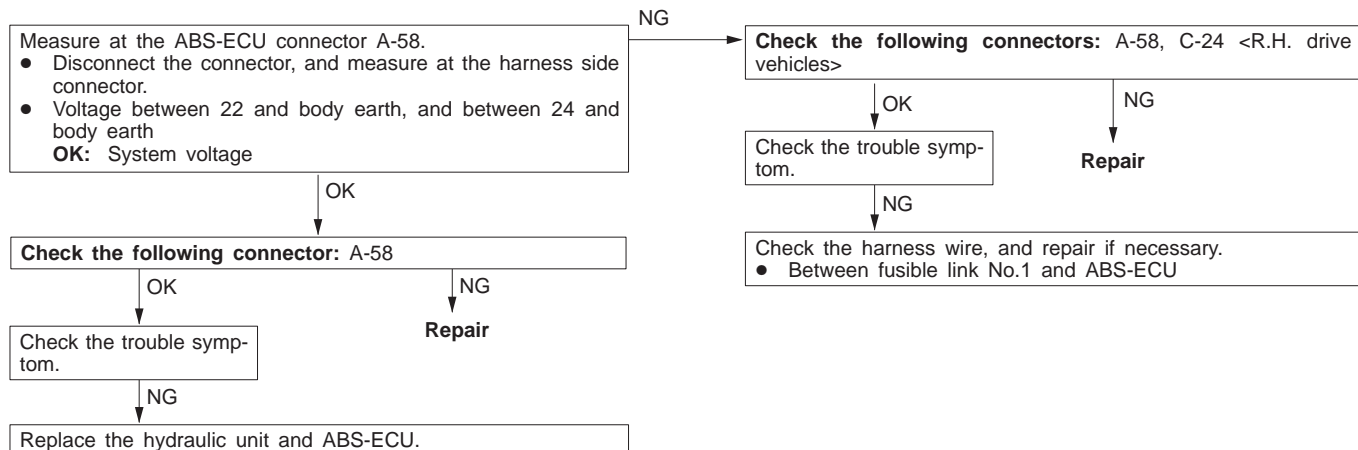 Measure at the ABS-ECU connector A-58.
● Disconnect the connector, and measure at the harness side
connector.
● Voltage between 22 and body earth, and between 24 and
body earth
OK: System voltage
NG
Check the following connectors: A-58, C-24 <R.H. drive
vehicles>
OK
NG
Check the trouble symp-
tom.
Repair
NG
Check the harness wire, and repair if necessary.
● Between fusible link No.1 and ABS-ECU
OK
Check the following connector: A-58
OK
NG
Repair
Check the trouble symp-
tom.
NG
Replace the hydraulic unit and ABS-ECU.